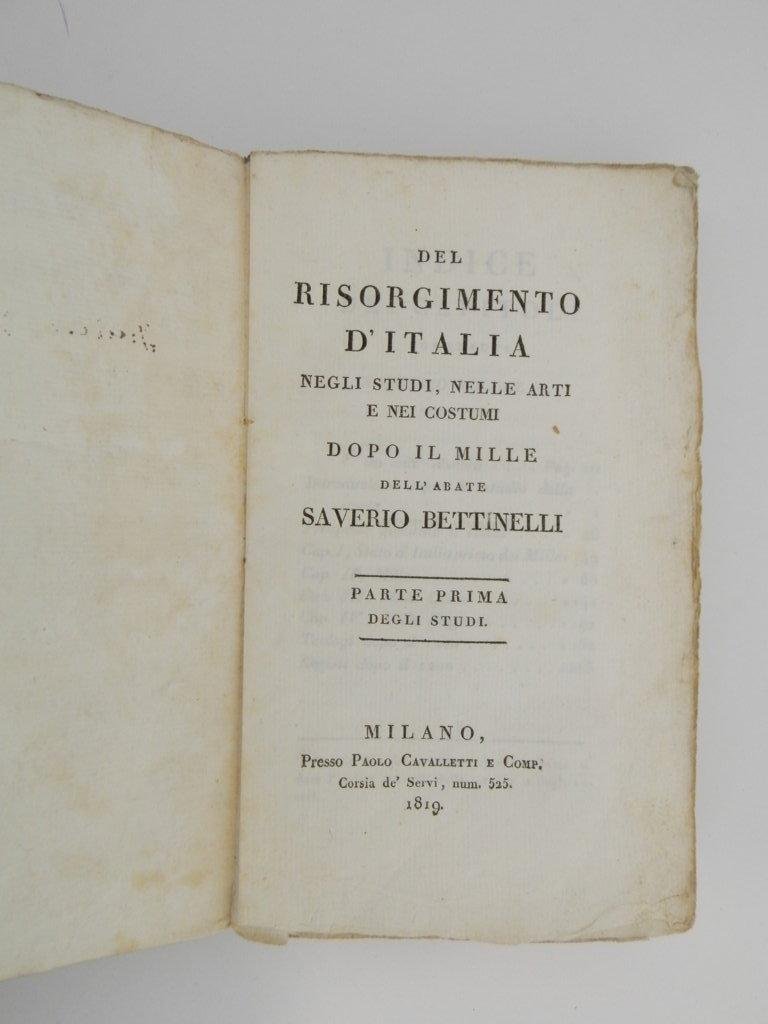 DEL
RISORGIMENTO
D'ITALIA
NEGLI STUDI, NELLE ARTI
E NEI COSTUMI
DOPO IL MILLE
DELL'ABATE
SAVERIO BETTINELLI
PARTE PRIMA
DEGLI STUDI.
MILANO,
Presso PAOLO CAVALLETTI E COMP.
Corsia de' Servi, num. 525.
1819.
INDICE